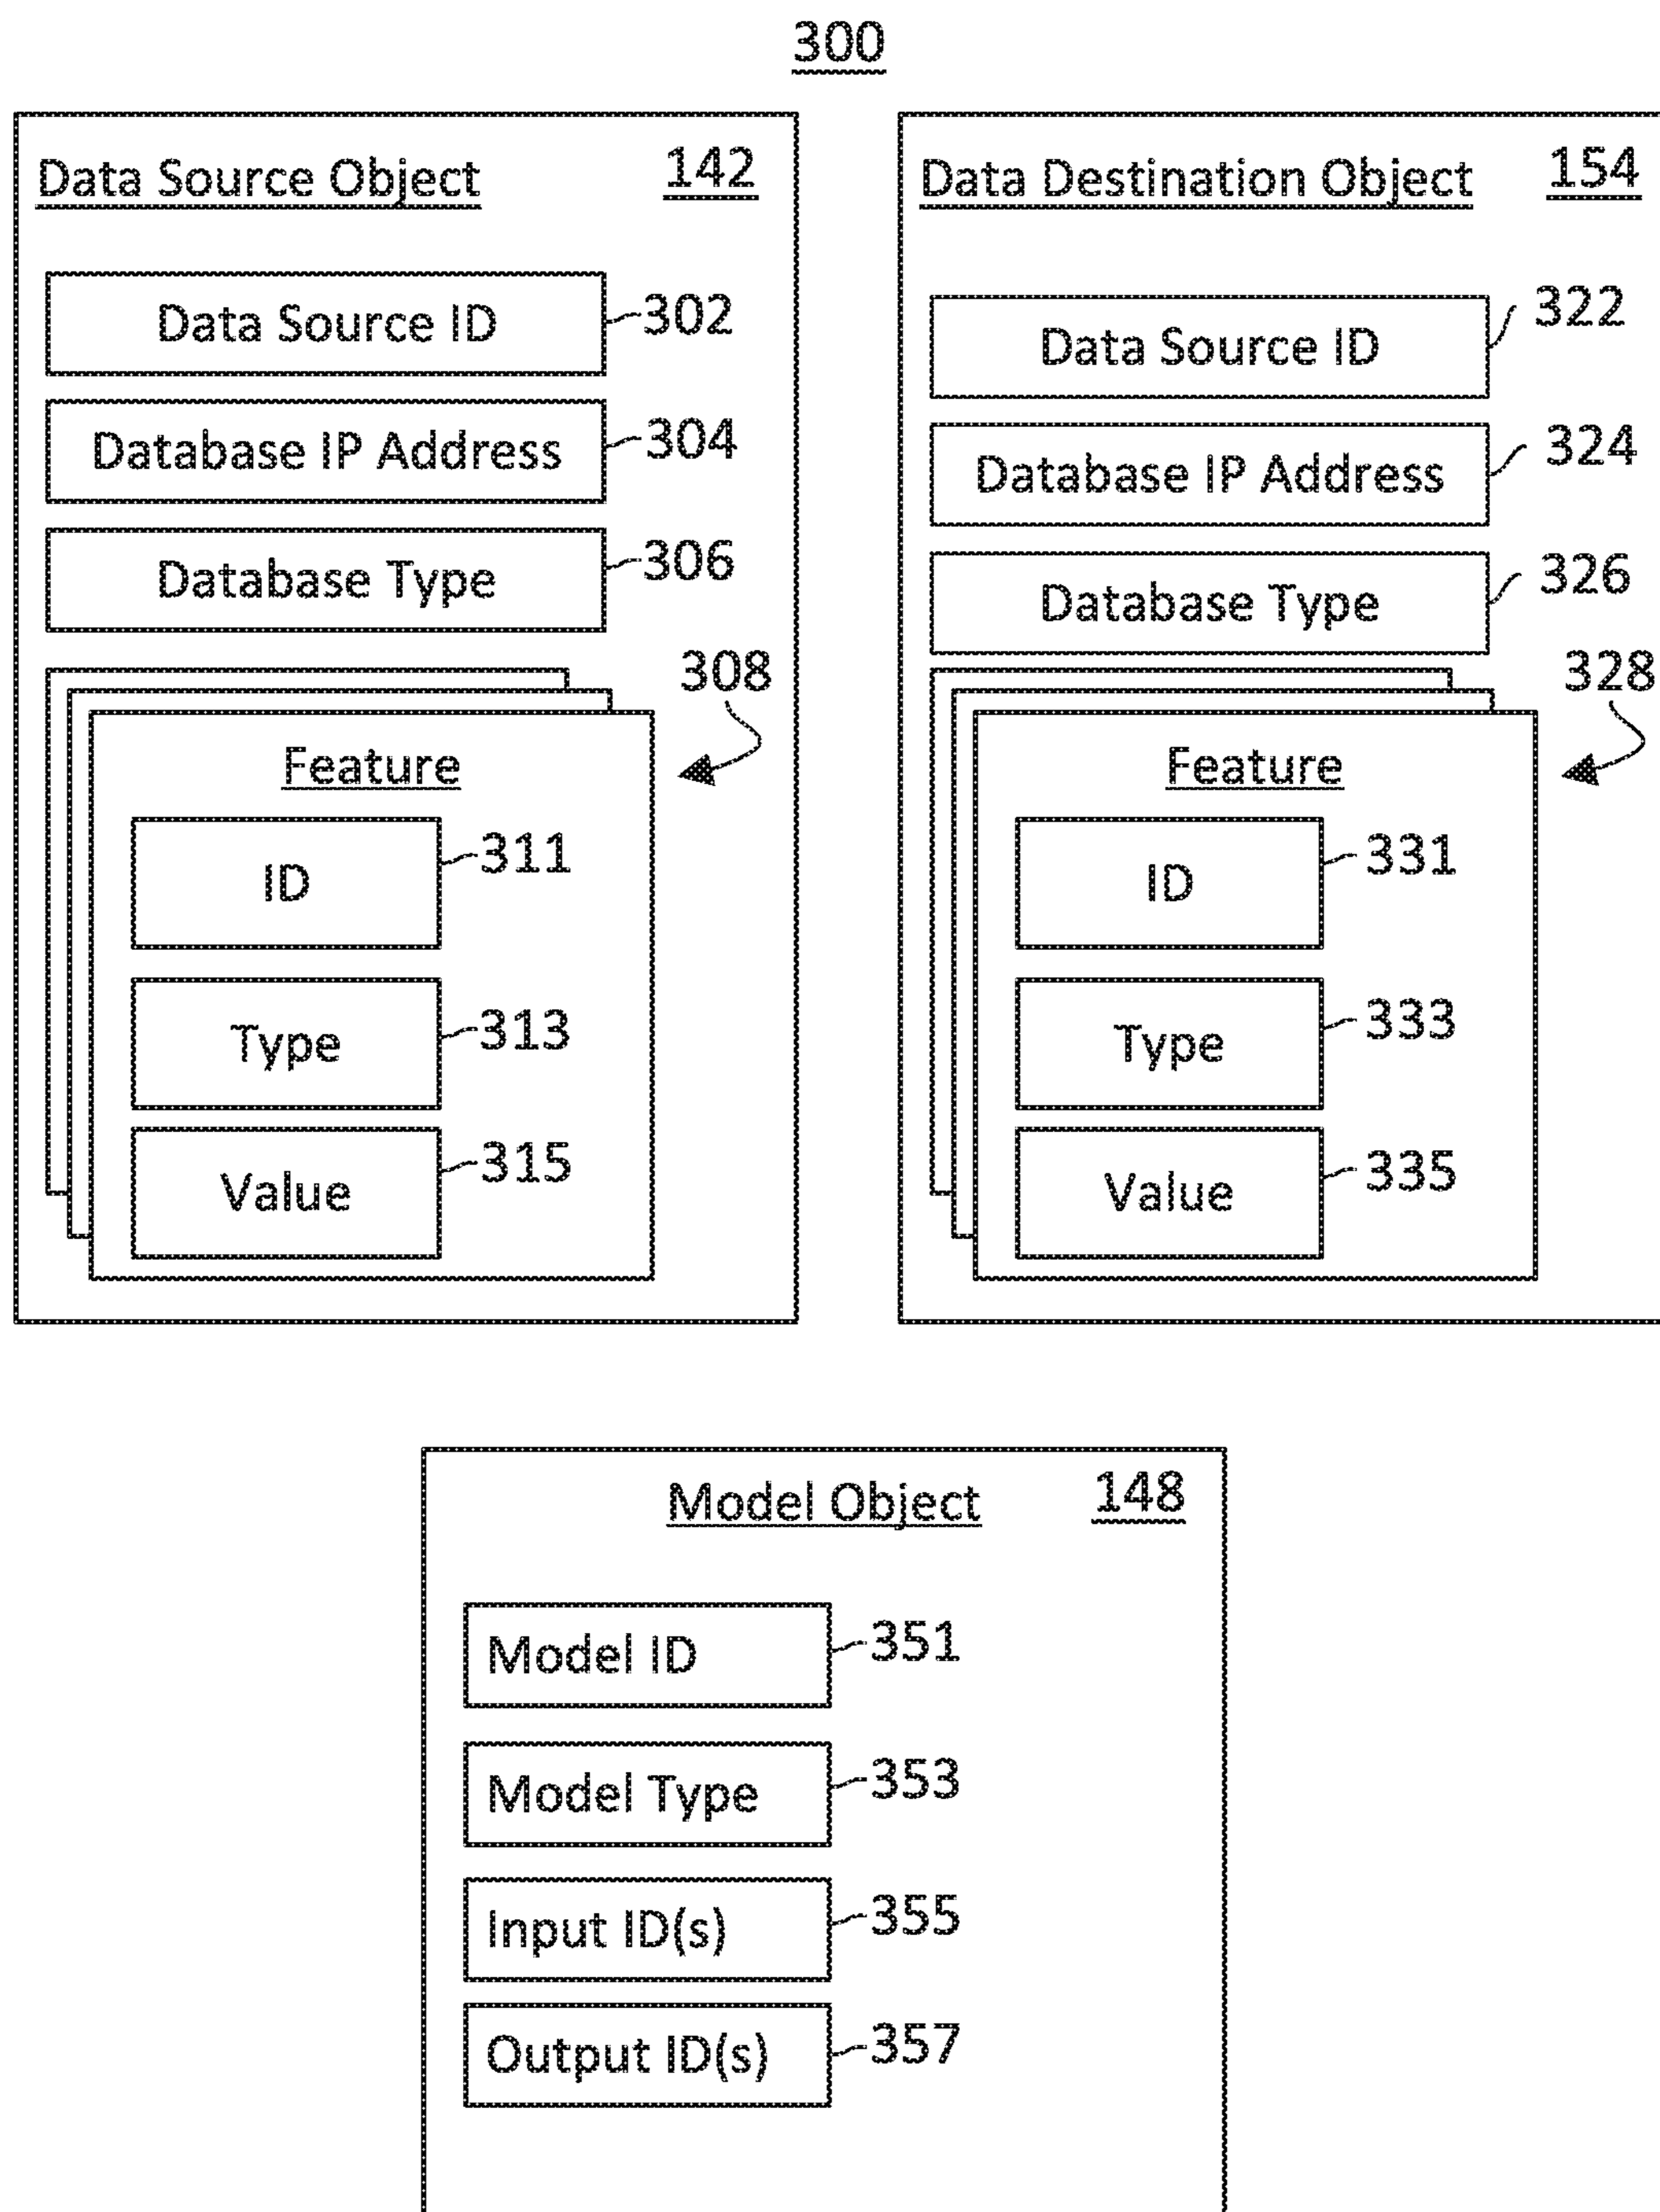 300
Data Source Object 142
Data Source ID 302
Database IP Address 304
Database Type 306
308
Feature
ID 311
Type 313
Value 315
Data Destination Object 154
Data Source ID 322
Database IP Address 324
Database Type 326
328
Feature
ID 331
Type 333
Value 335
Model Object 148
Model ID 351
Model Type 353
Input ID(s) 355
Output ID(s) 357